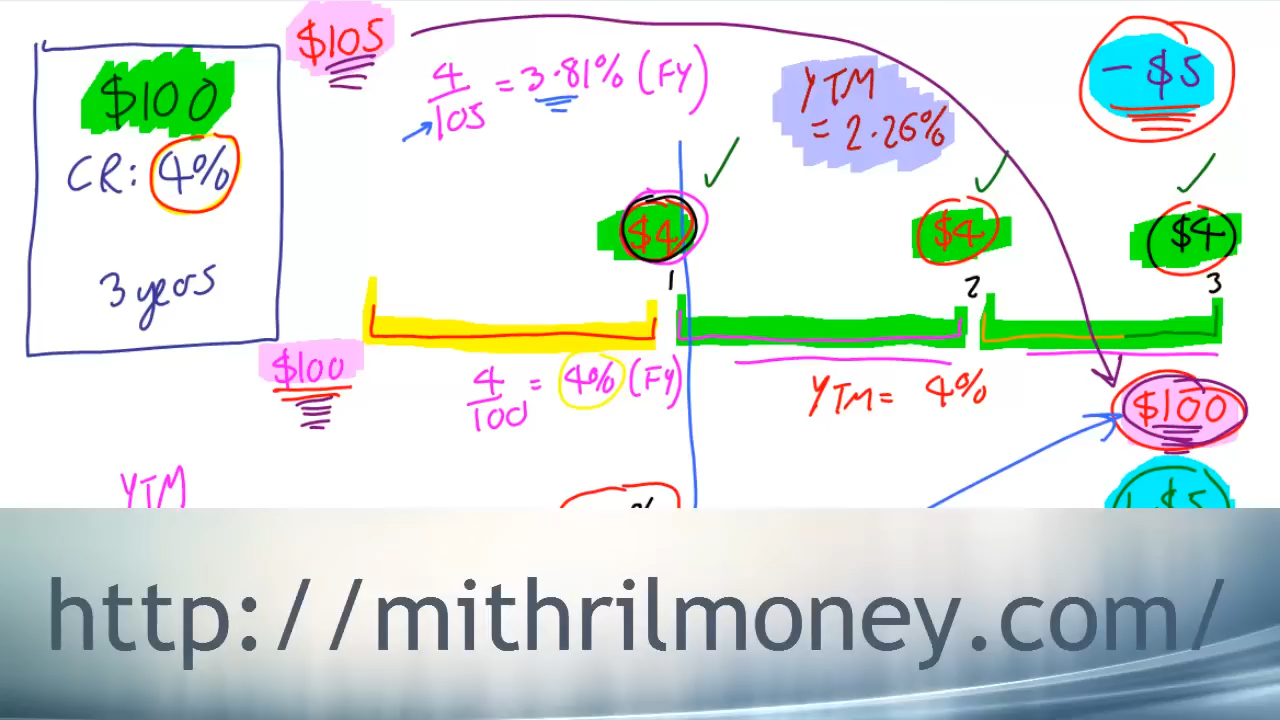 $100
CR: 4%
3 years
$105
4/105 = 3.81% (FY)
YTM
= 2.26%
- $5
$4
$4
$4
1
2
3
$100
4/100 = 4% (FY)
YTM = 4%
$100
YTM
$5
%
http://mithrilmoney.com/